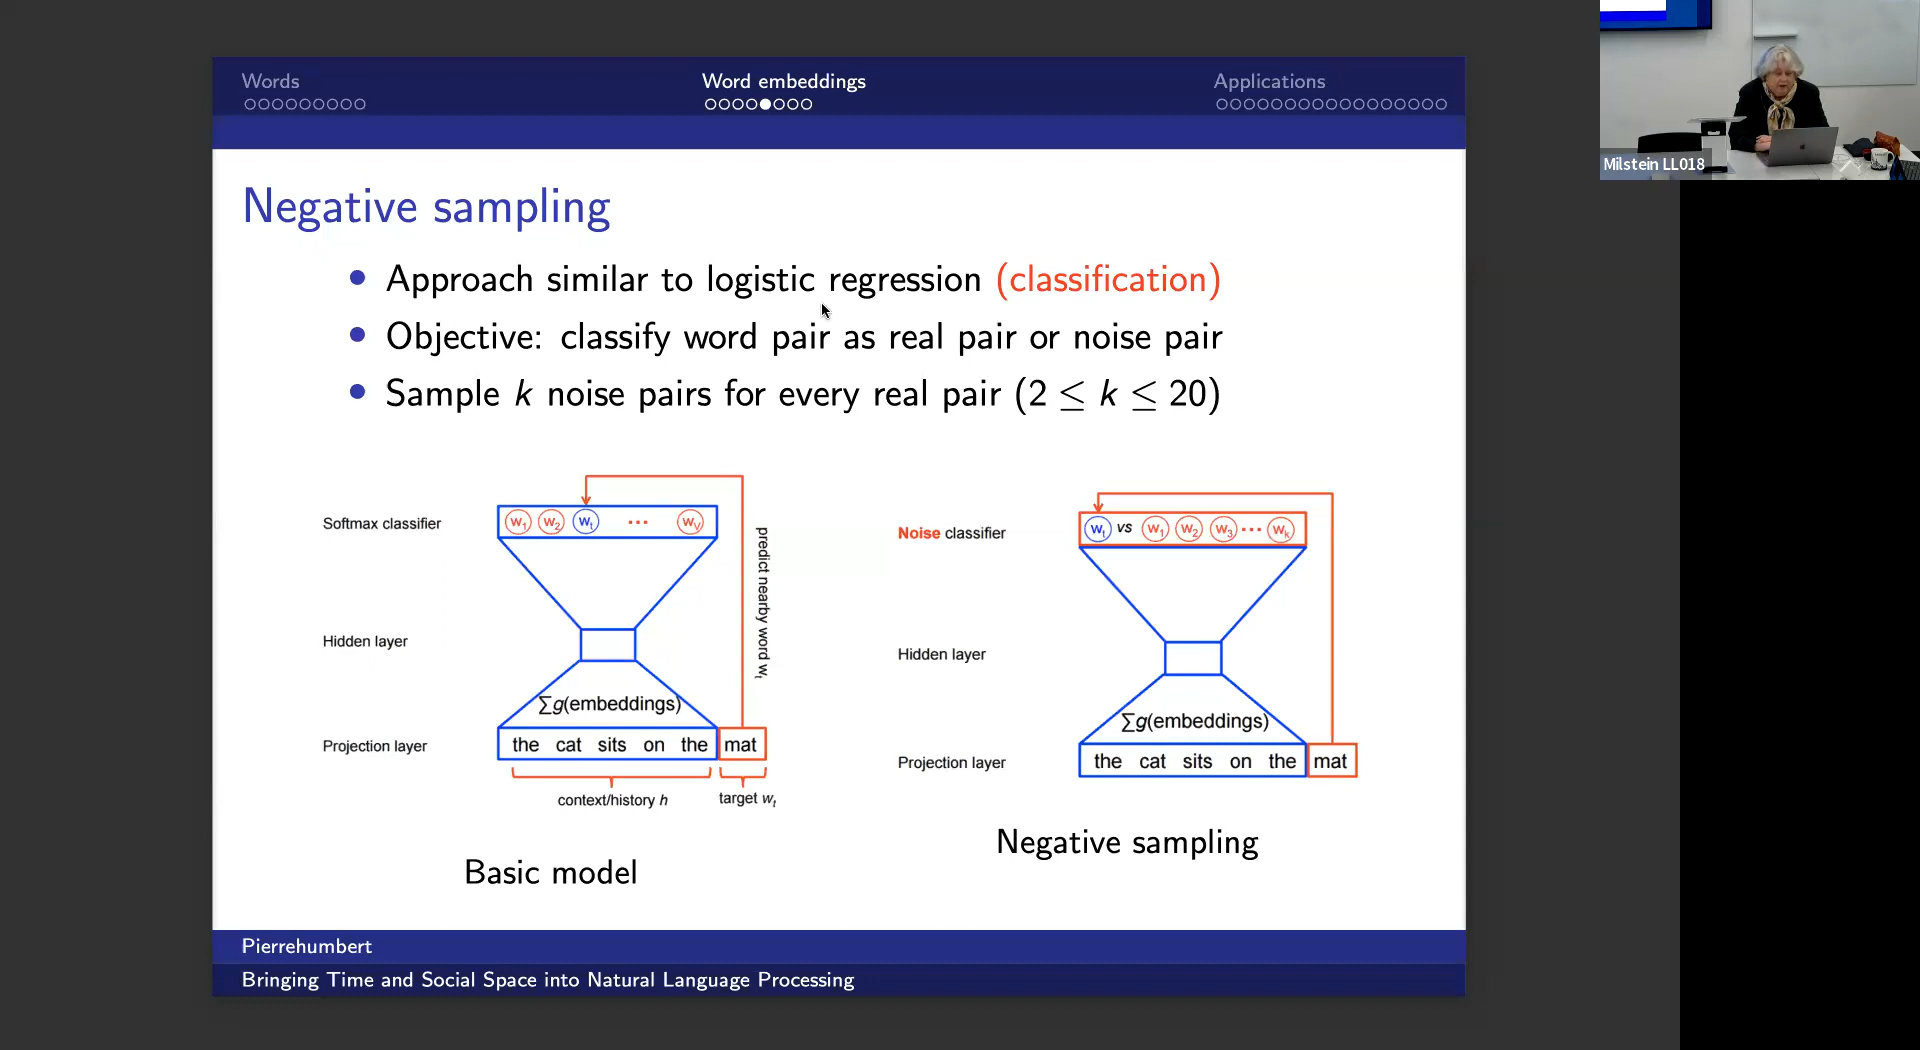 Words
Word embeddings
Applications
Milstein LL018
Negative sampling
• Approach similar to logistic regression (classification)
• Objective: classify word pair as real pair or noise pair
• Sample k noise pairs for every real pair (2 ≤ k ≤ 20)
Softmax classifier
w1 w2 wt ... wV
predict nearby word wt
Hidden layer
∑g(embeddings)
Projection layer
the cat sits on the mat
context/history h
target wt
Basic model
Noise classifier
wt vs w1 w2 w3 ... wk
Hidden layer
∑g(embeddings)
Projection layer
the cat sits on the mat
Negative sampling
Pierrehumbert
Bringing Time and Social Space into Natural Language Processing